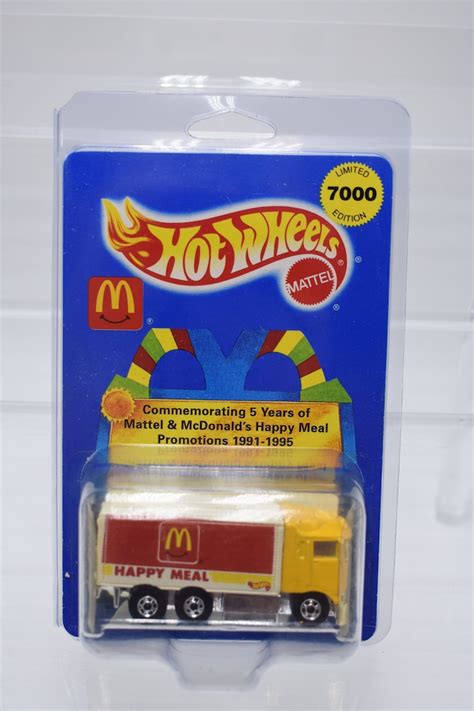 LIMITED
7000
EDITION
HOT WHEELS®
MATTEL®
M®
Commemorating 5 Years of
Mattel & McDonald's Happy Meal
Promotions 1991-1995
M
HAPPY MEAL